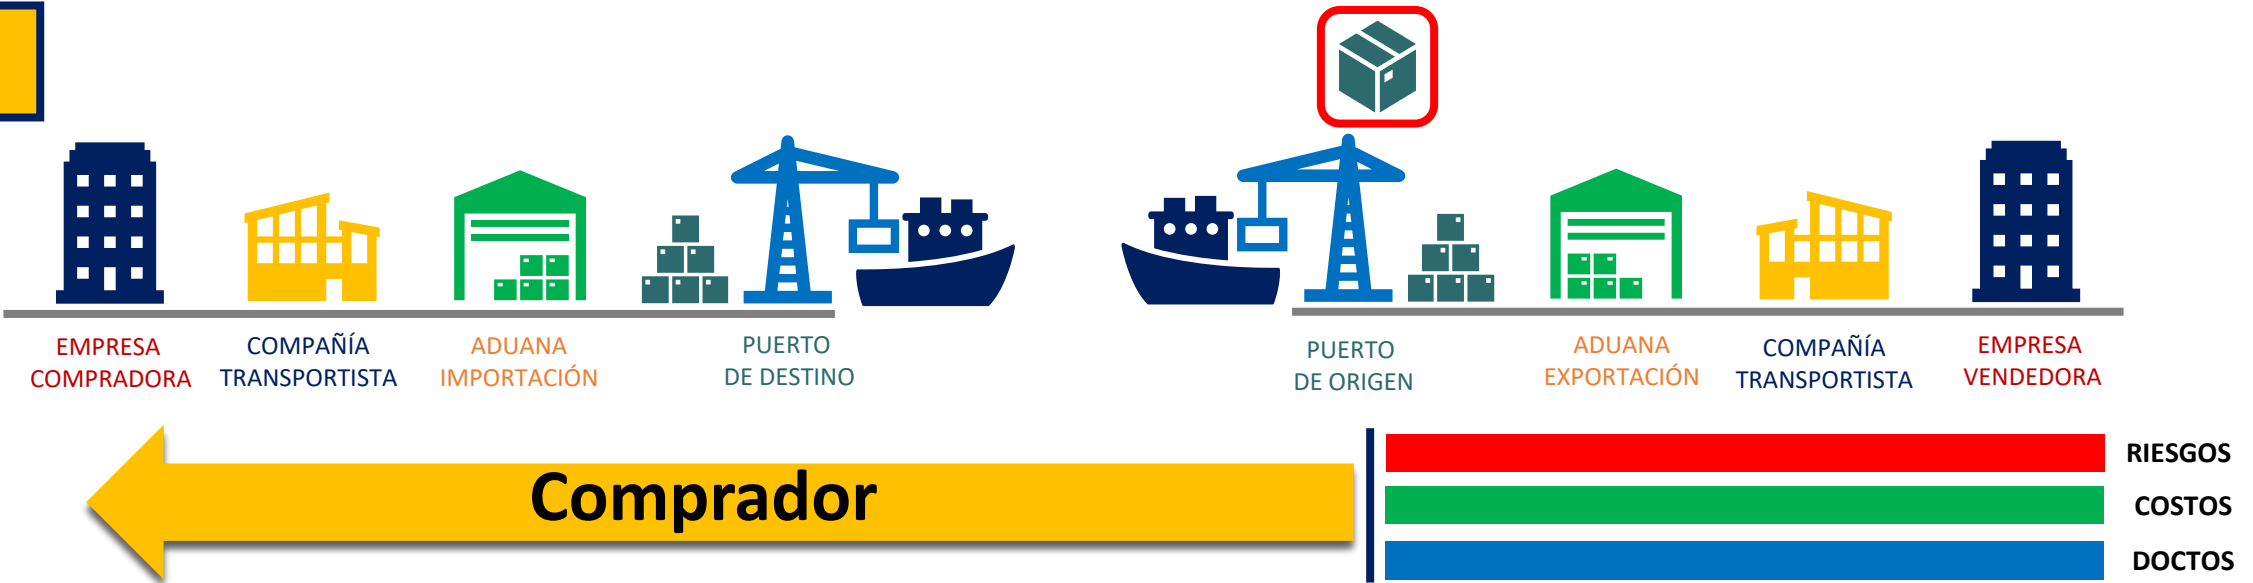 EMPRESA
COMPRADORA
COMPAÑÍA
TRANSPORTISTA
ADUANA
IMPORTACIÓN
PUERTO
DE DESTINO
PUERTO
DE ORIGEN
ADUANA
EXPORTACIÓN
COMPAÑÍA
TRANSPORTISTA
EMPRESA
VENDEDORA
Comprador
RIESGOS
COSTOS
DOCTOS